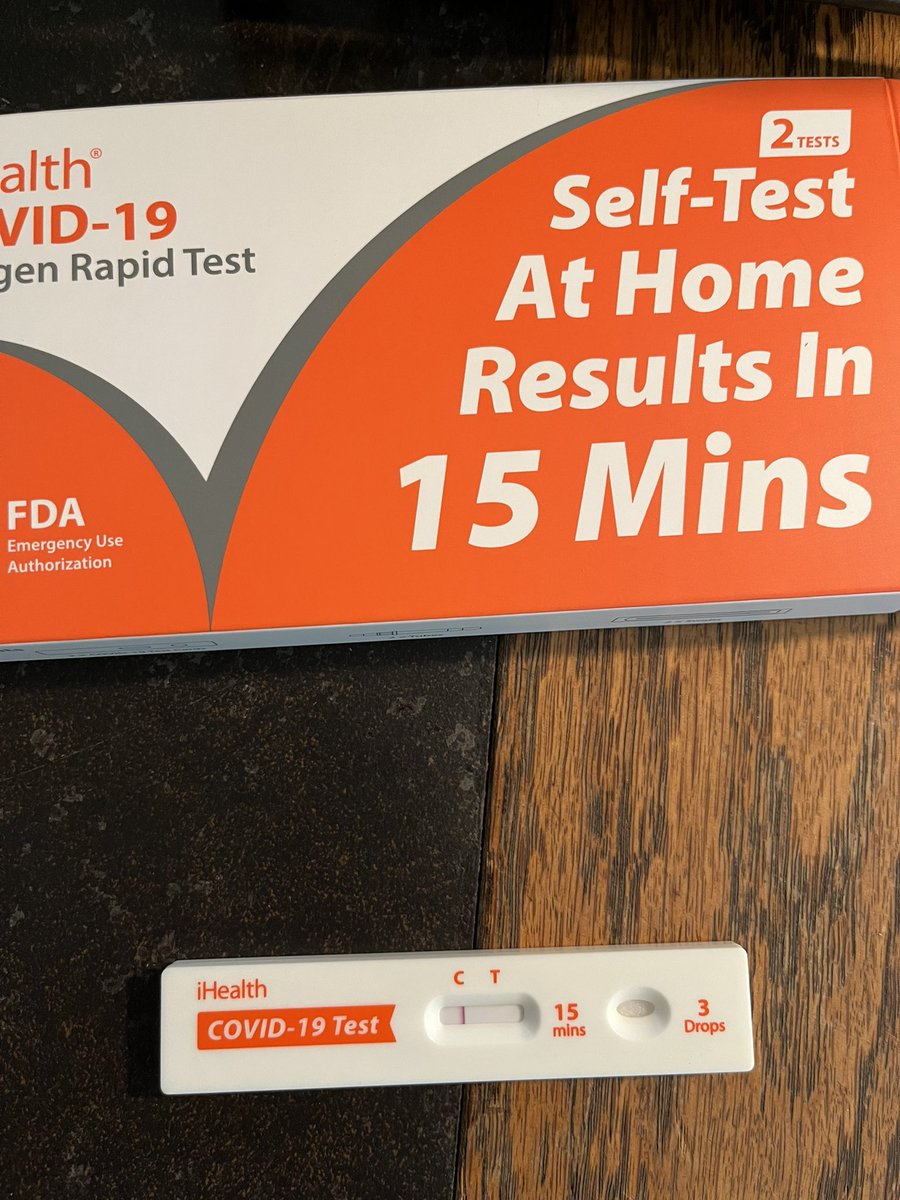 alth®
VID-19
gen Rapid Test
2 TESTS
Self-Test
At Home
Results In
15 Mins
FDA
Emergency Use
Authorization
iHealth
COVID-19 Test
C T
15
mins
3
Drops